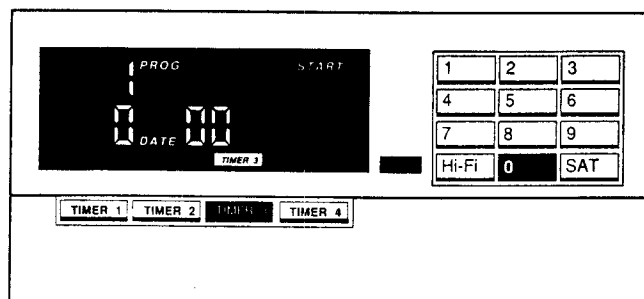 1 PROG START
0 DATE 00
TIMER 3
1 2 3
4 5 6
7 8 9
Hi-Fi 0 SAT
TIMER 1 TIMER 2 TIMER TIMER 4